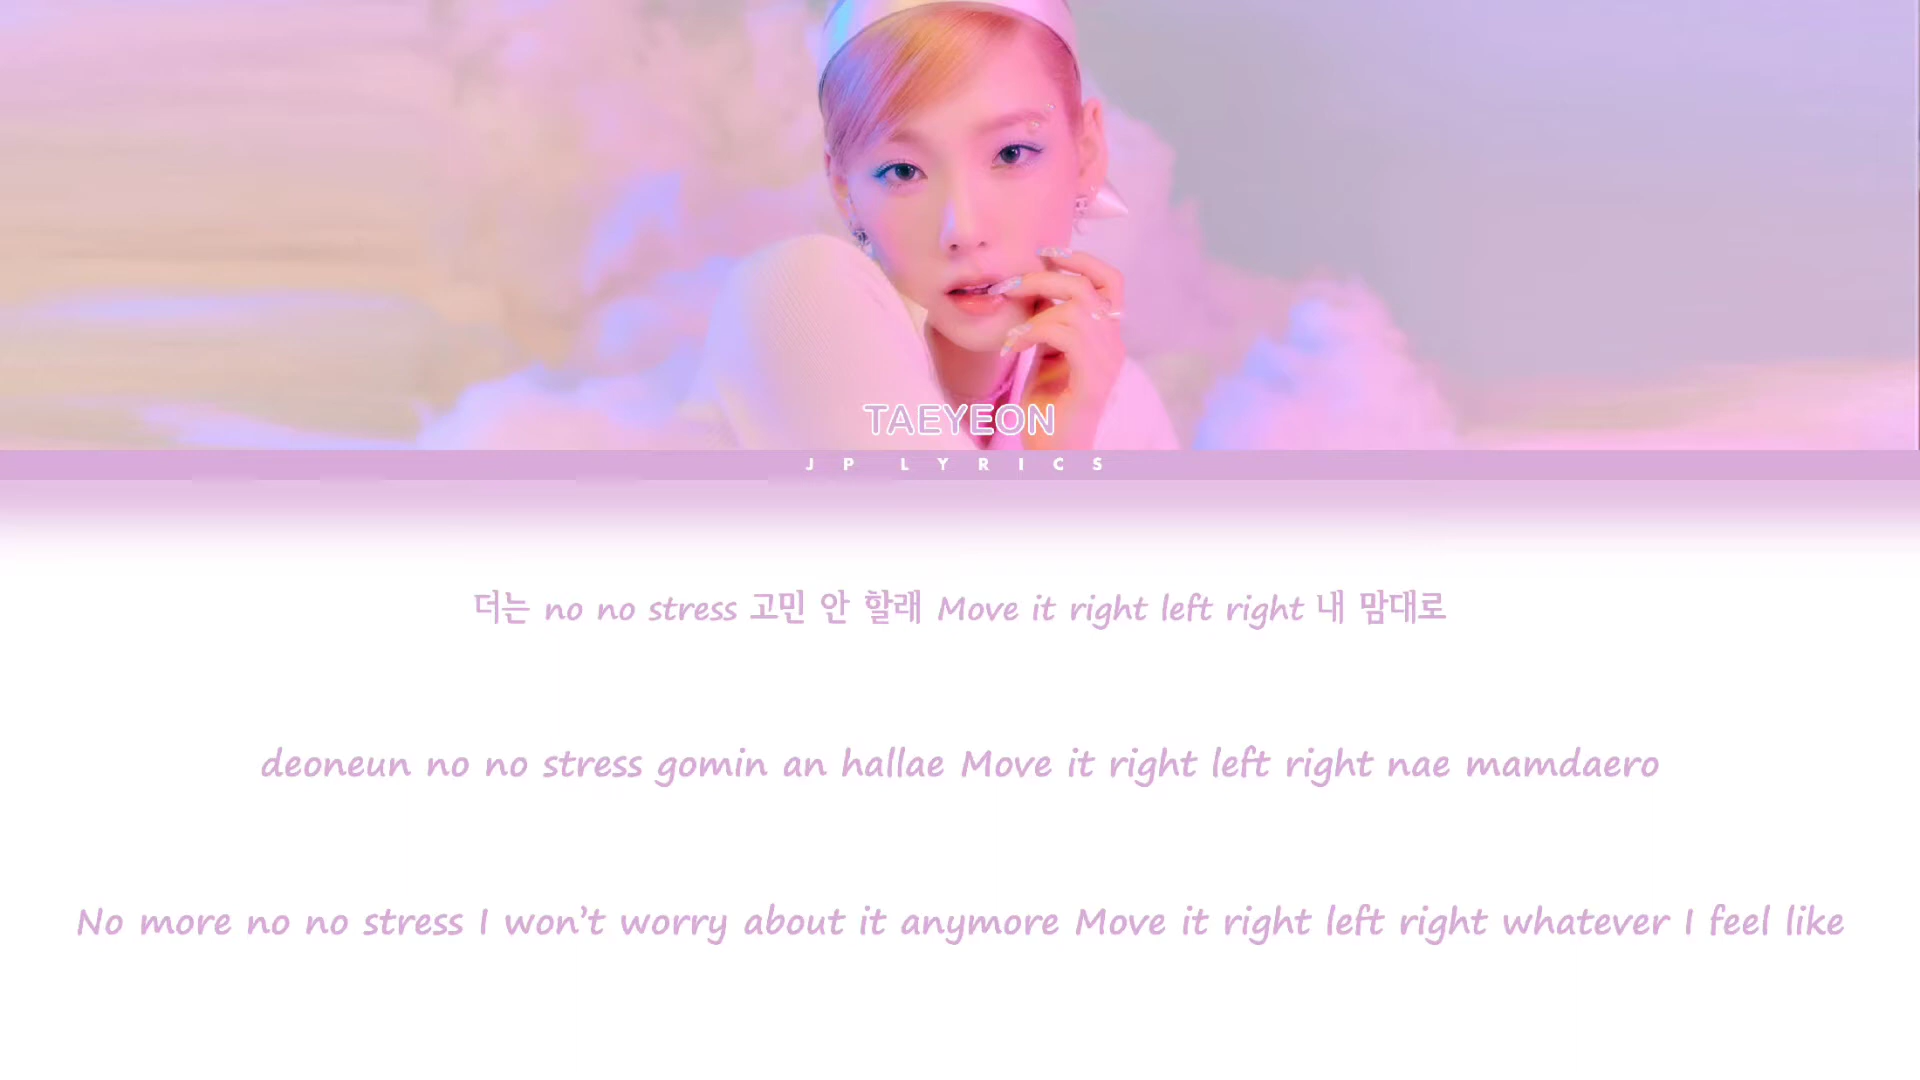 TAEYEON
JP LYRICS
더는 no no stress 고민 안 할래 Move it right left right 내 맘대로
deoneun no no stress gomin an hallae Move it right left right nae mamdaero
No more no no stress I won't worry about it anymore Move it right left right whatever I feel like